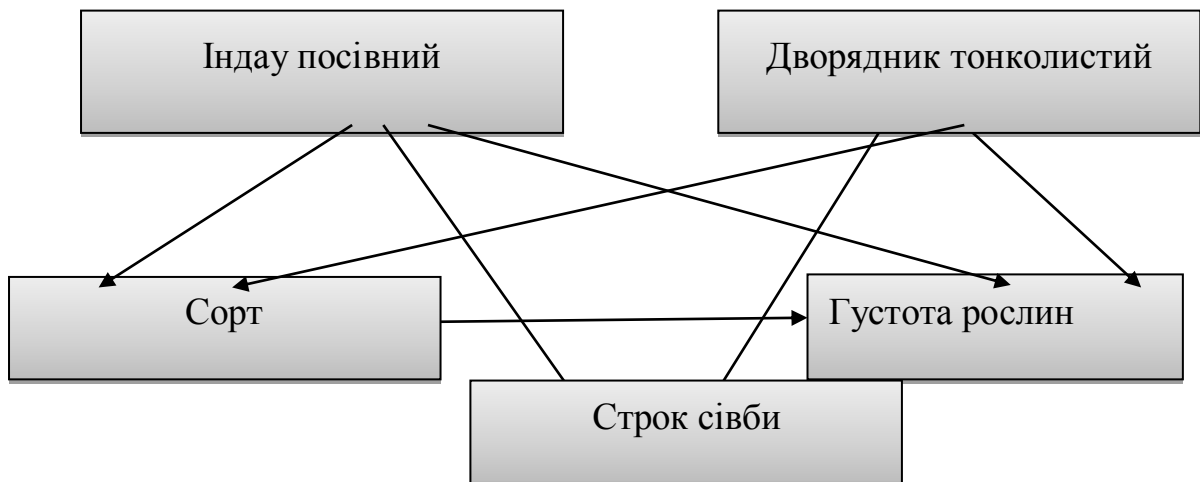 Індау посівний
Дворядник тонколистий
Сорт
Густота рослин
Строк сівби